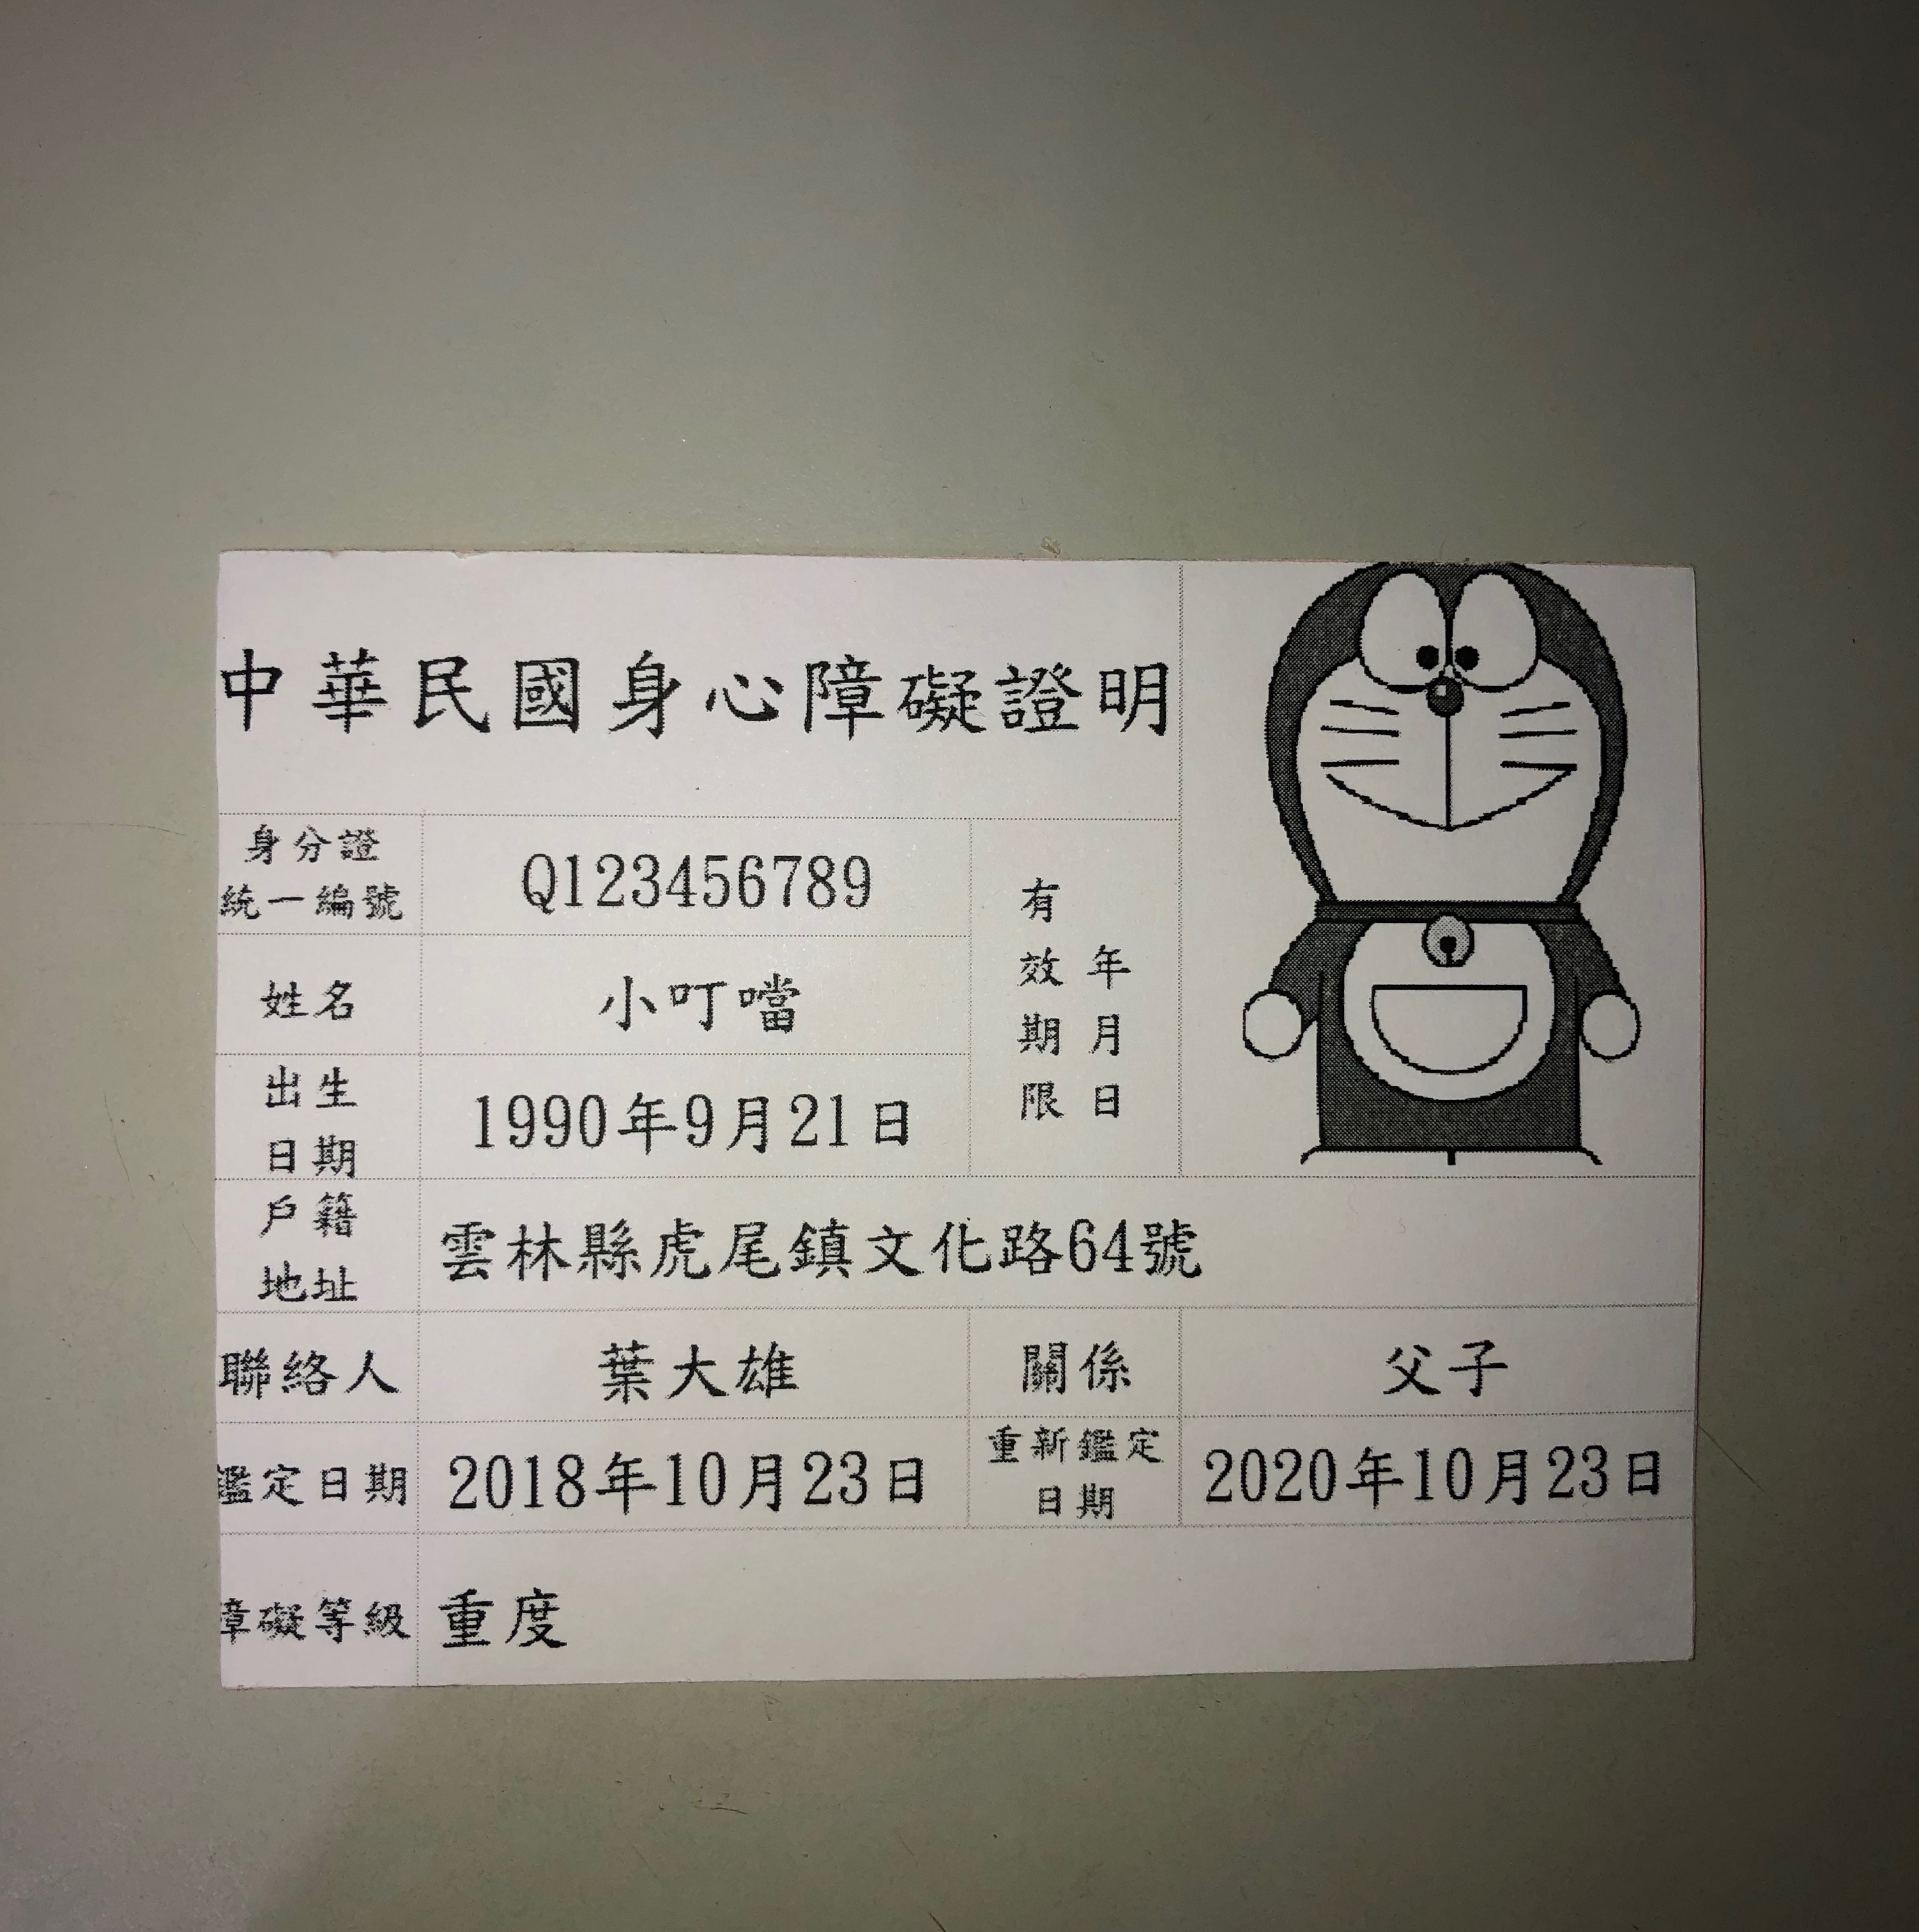 中華民國身心障礙證明
身分證
統一編號
Q123456789
有效期限
年月日
姓名
小叮噹
出生
日期
1990年9月21日
戶籍
地址
雲林縣虎尾鎮文化路64號
聯絡人
葉大雄
關係
父子
鑑定日期
2018年10月23日
重新鑑定
日期
2020年10月23日
障礙等級
重度